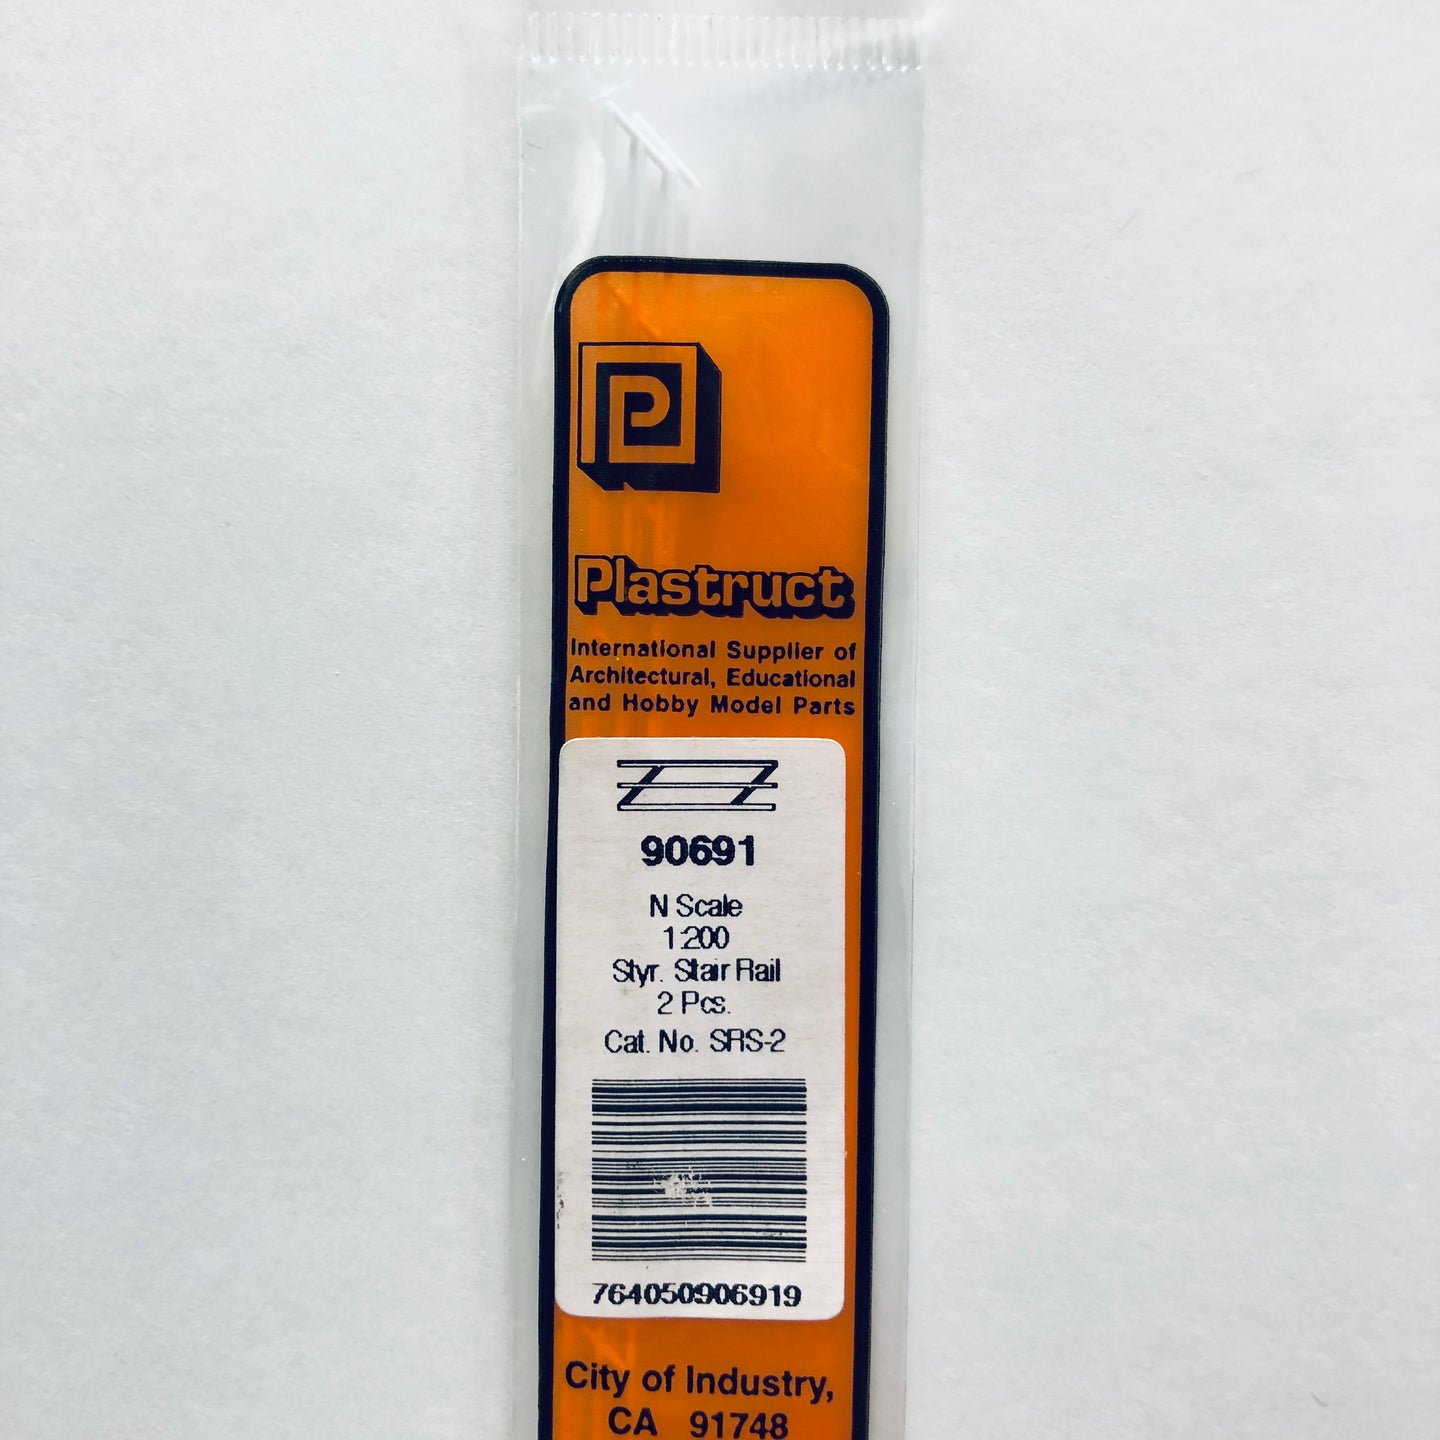 P
Plastruct
International Supplier of
Architectural, Educational
and Hobby Model Parts
90691
N Scale
1:200
Styr. Stair Rail
2 Pcs.
Cat. No. SRS-2
764050906919
City of Industry,
CA 91748